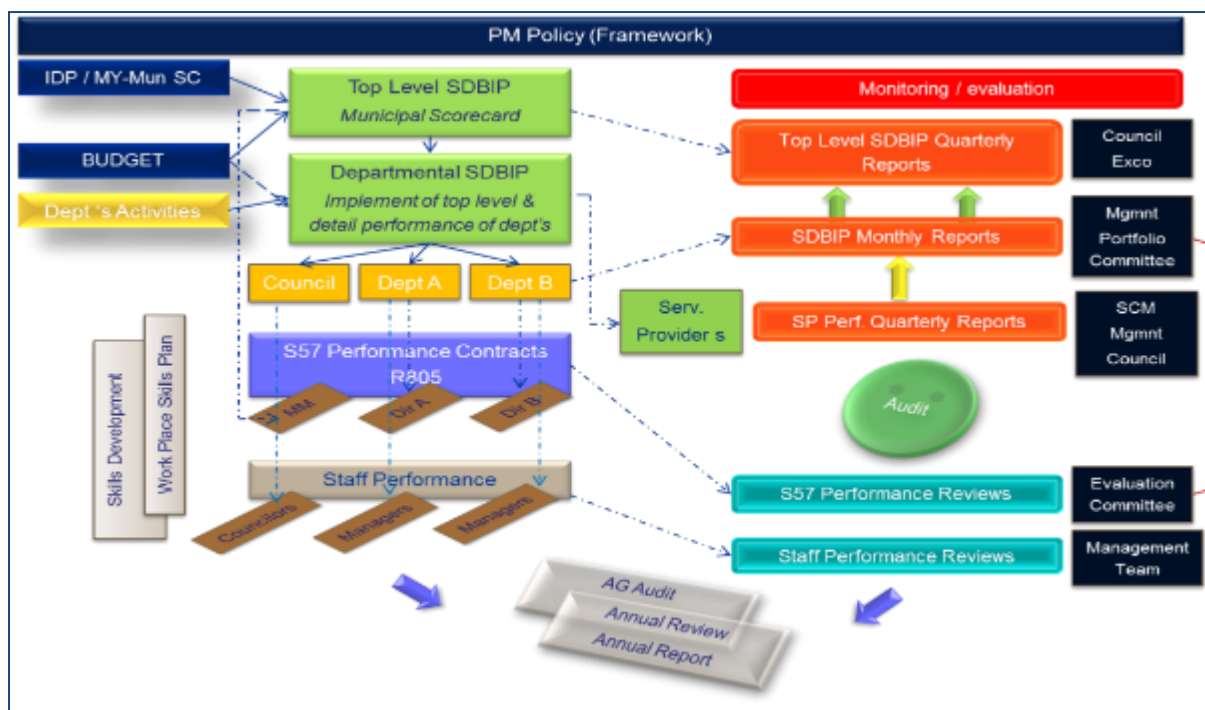 PM Policy (Framework)
IDP / MY-Mun SC
BUDGET
Dept 's Activities
Top Level SDBIP
Municipal Scorecard
Departmental SDBIP
Implement of top level &
detail performance of dept's
Council
Dept A
Dept B
Serv.
Provider s
S57 Performance Contracts
R805
MM
Dir A
Dir B
Staff Performance
Councilors
Managers
Managers
Skills Development
Work Place Skills Plan
Monitoring / evaluation
Top Level SDBIP Quarterly
Reports
Council
Exco
SDBIP Monthly Reports
Mgmnt
Portfolio
Committee
SP Perf. Quarterly Reports
SCM
Mgmnt
Council
Audit
S57 Performance Reviews
Evaluation
Committee
Staff Performance Reviews
Management
Team
AG Audit
Annual Review
Annual Report